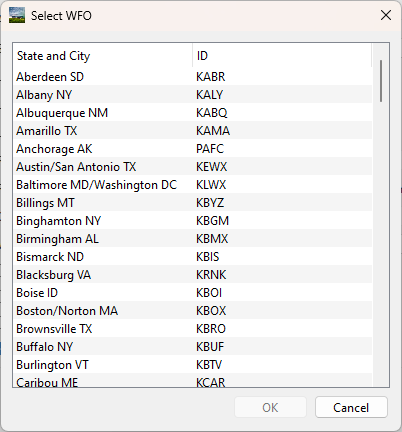 Select WFO
State and City ID
Aberdeen SD KABR
Albany NY KALY
Albuquerque NM KABQ
Amarillo TX KAMA
Anchorage AK PAFC
Austin/San Antonio TX KEWX
Baltimore MD/Washington DC KLWX
Billings MT KBYZ
Binghamton NY KBGM
Birmingham AL KBMX
Bismarck ND KBIS
Blacksburg VA KRNK
Boise ID KBOI
Boston/Norton MA KBOX
Brownsville TX KBRO
Buffalo NY KBUF
Burlington VT KBTV
Caribou ME KCAR
OK Cancel